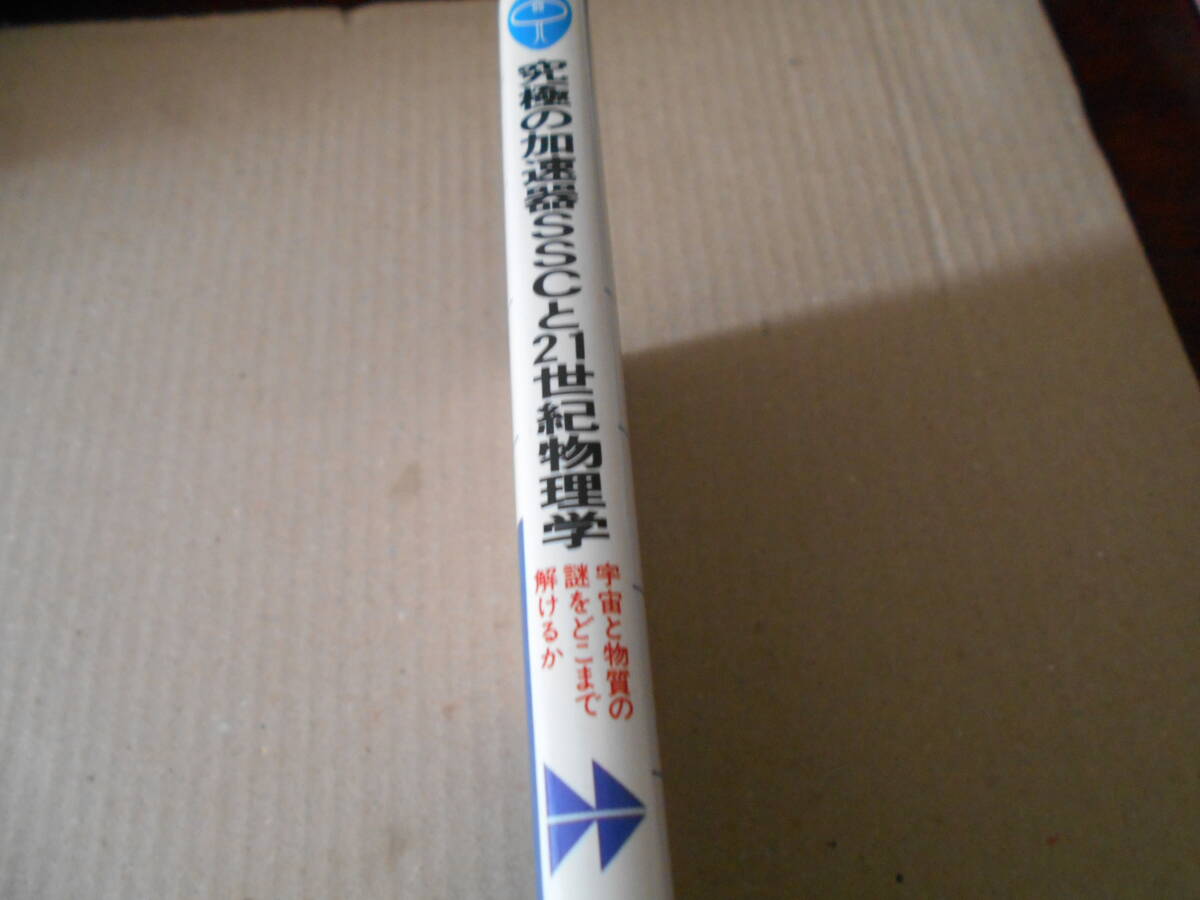 究極の加速器SSCと21世紀物理学
宇宙と物質の
謎をどこまで
解けるか